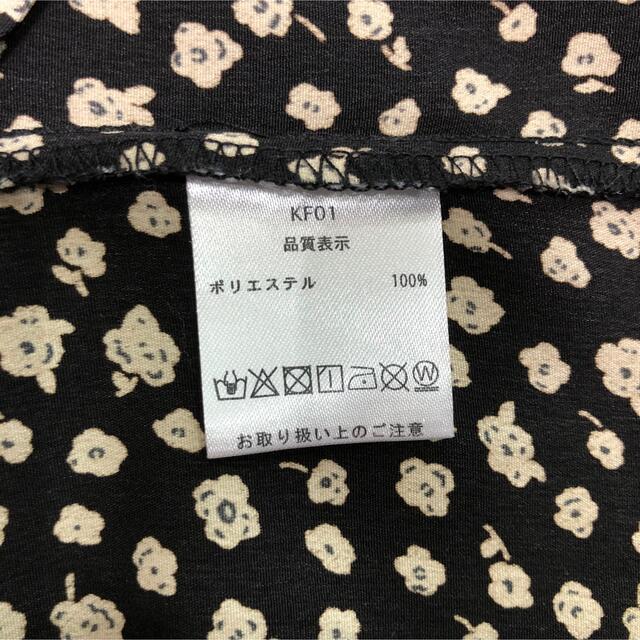 KF01
品質表示
ポリエステル 100%
W
お取り扱い上のご注意